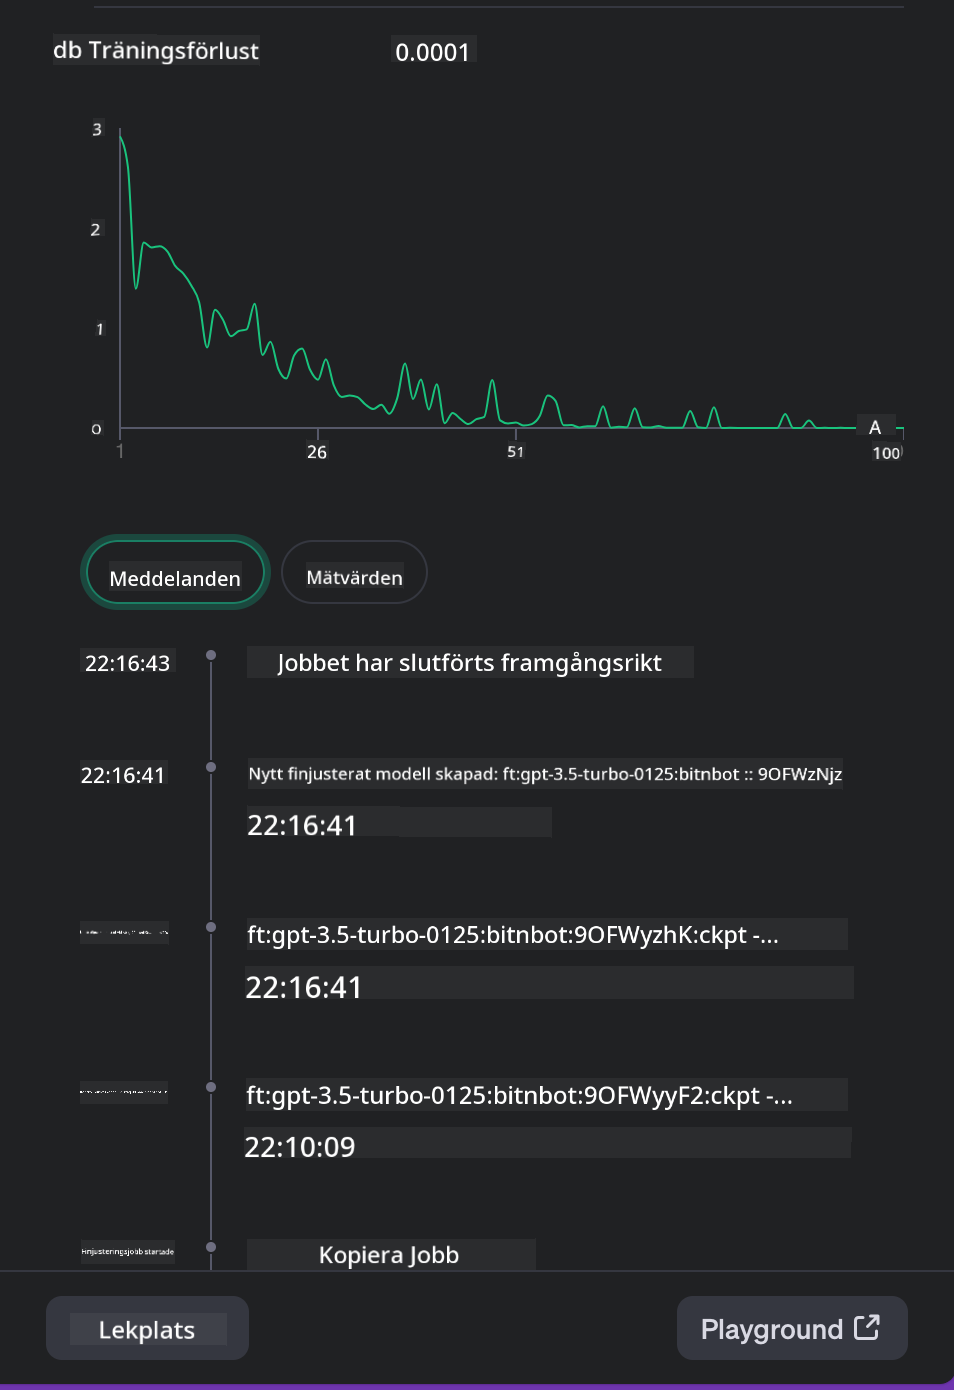 db Träningsförlust 0.0001
3
2
1
0
A
1 26 51 100
Meddelanden Mätvärden
22:16:43 Jobbet har slutförts framgångsrikt
22:16:41 Nytt finjusterat modell skapad: ft:gpt-3.5-turbo-0125:bitnbot :: 9OFWzNjz
22:16:41
ft:gpt-3.5-turbo-0125:bitnbot:9OFWyzhK:ckpt -...
22:16:41
ft:gpt-3.5-turbo-0125:bitnbot:9OFWyyF2:ckpt -...
22:10:09
Finjusteringsjobb startade Kopiera Jobb
Lekplats Playground